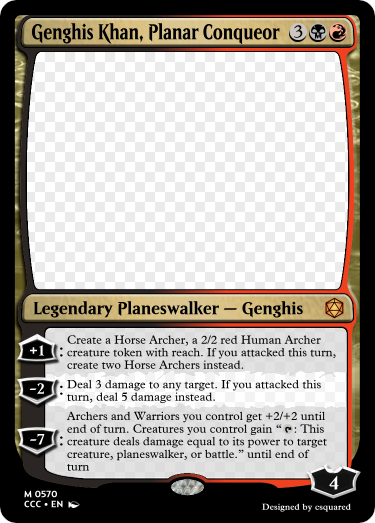 Genghis Khan, Planar Conqueror 3
Legendary Planeswalker — Genghis
+1: Create a Horse Archer, a 2/2 red Human Archer
creature token with reach. If you attacked this turn,
create two Horse Archers instead.
-2: Deal 3 damage to any target. If you attacked this
turn, deal 5 damage instead.
Archers and Warriors you control get +2/+2 until
end of turn. Creatures you control gain “ : This
-7: creature deals damage equal to its power to target
creature, planeswalker, or battle.” until end of
turn
4
M 0570
CCC • EN
Designed by csquared